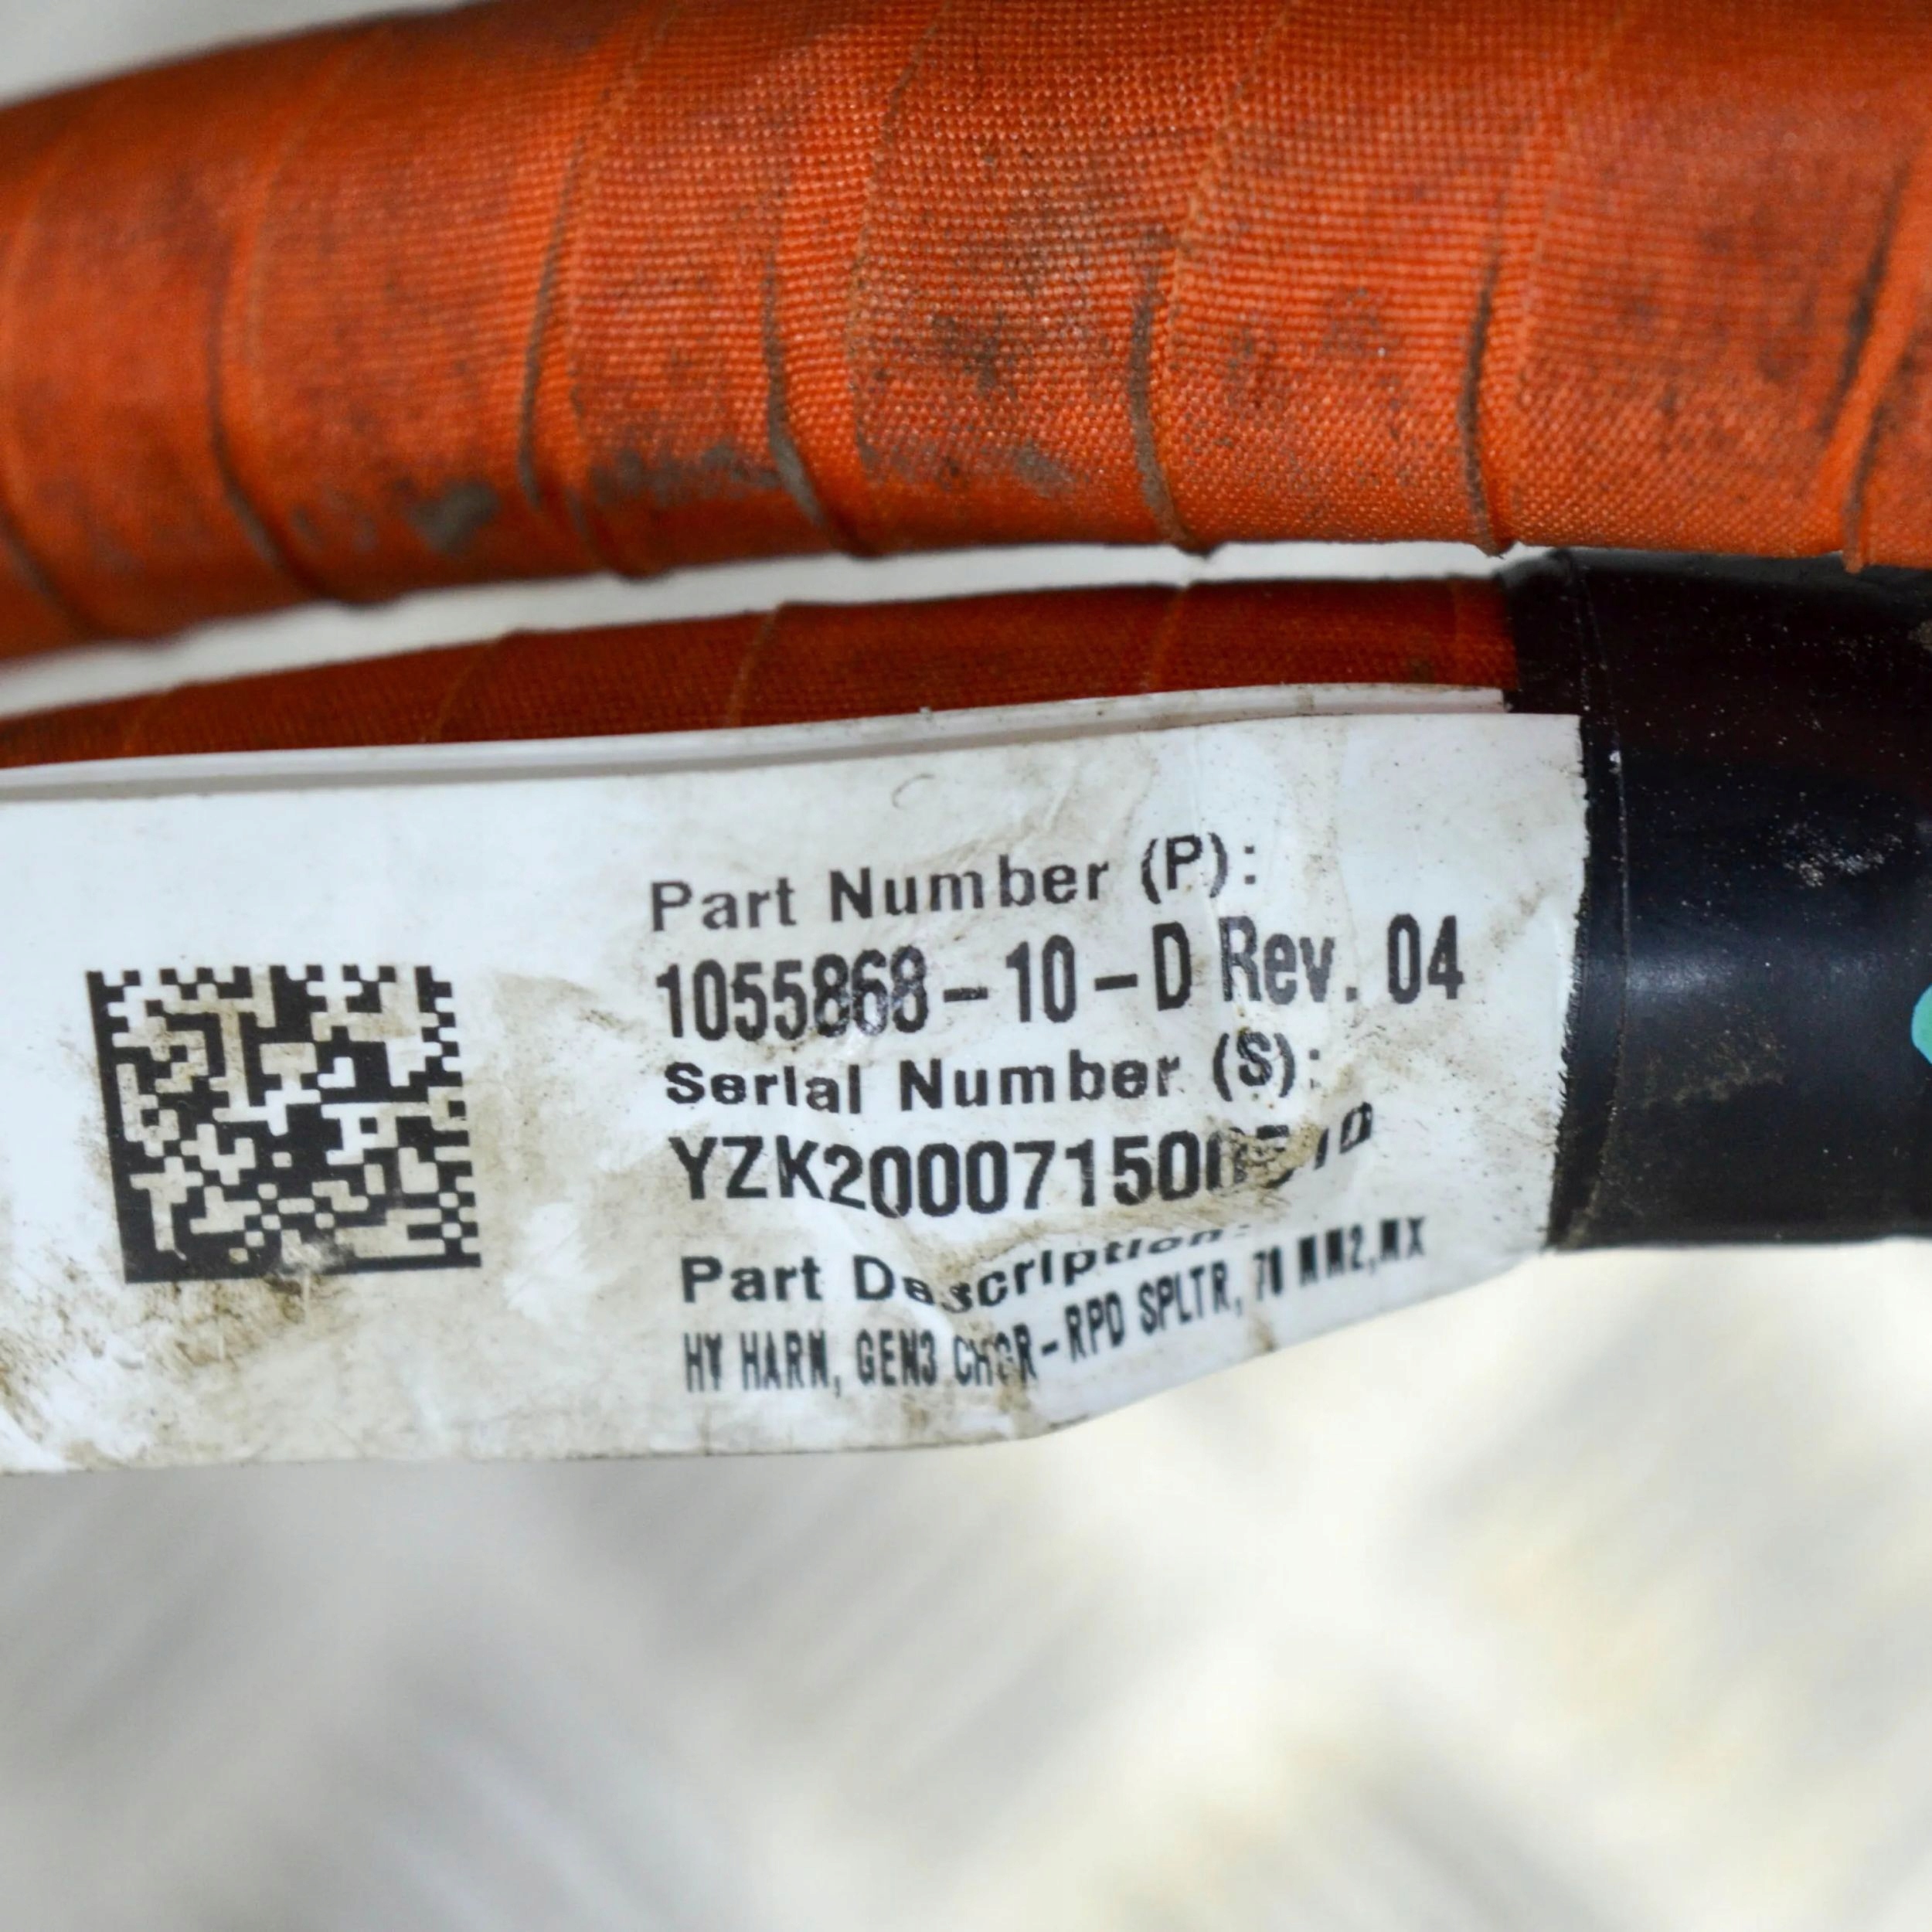 Part Number (P):
1055868-10-D Rev. 04
Serial Number (S):
Part Description:
HV HARN, GEN3 CHGR-RPD SPLTR, 70 MM2,MX